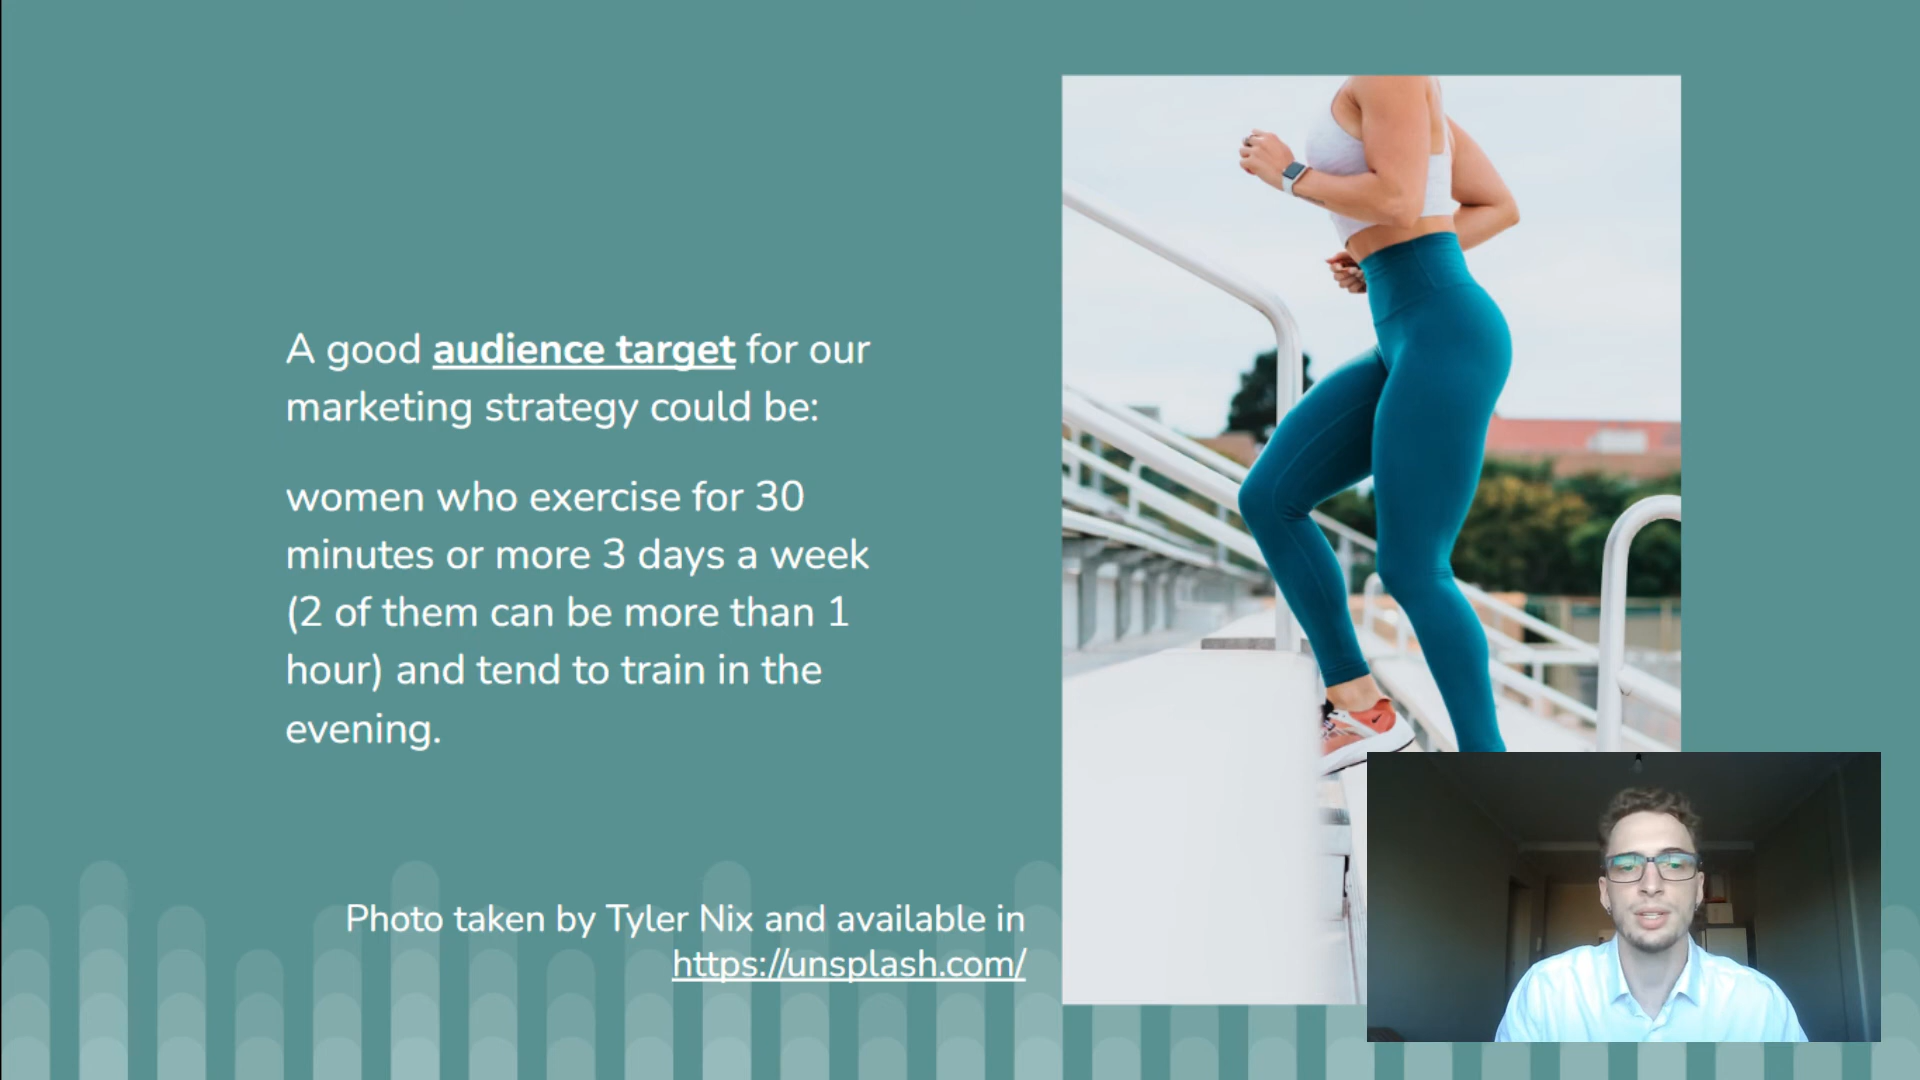 A good audience target for our
marketing strategy could be:
women who exercise for 30
minutes or more 3 days a week
(2 of them can be more than 1
hour) and tend to train in the
evening.
Photo taken by Tyler Nix and available in
https://unsplash.com/